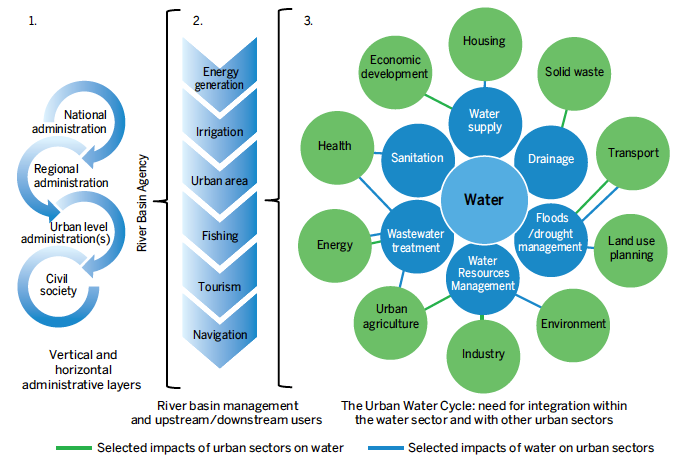 1.
National
administration
Regional
administration
Urban level
administration(s)
Civil
society
Vertical and
horizontal
administrative layers
River Basin Agency
2.
Energy
generation
Irrigation
Urban area
Fishing
Tourism
Navigation
River basin management
and upstream/downstream users
3.
Housing
Economic
development
Solid waste
Water
supply
Health
Sanitation
Drainage
Transport
Water
Energy
Wastewater
treatment
Floods
/drought
management
Land use
planning
Water
Resources
Management
Urban
agriculture
Industry
Environment
The Urban Water Cycle: need for integration within
the water sector and with other urban sectors
Selected impacts of urban sectors on water
Selected impacts of water on urban sectors